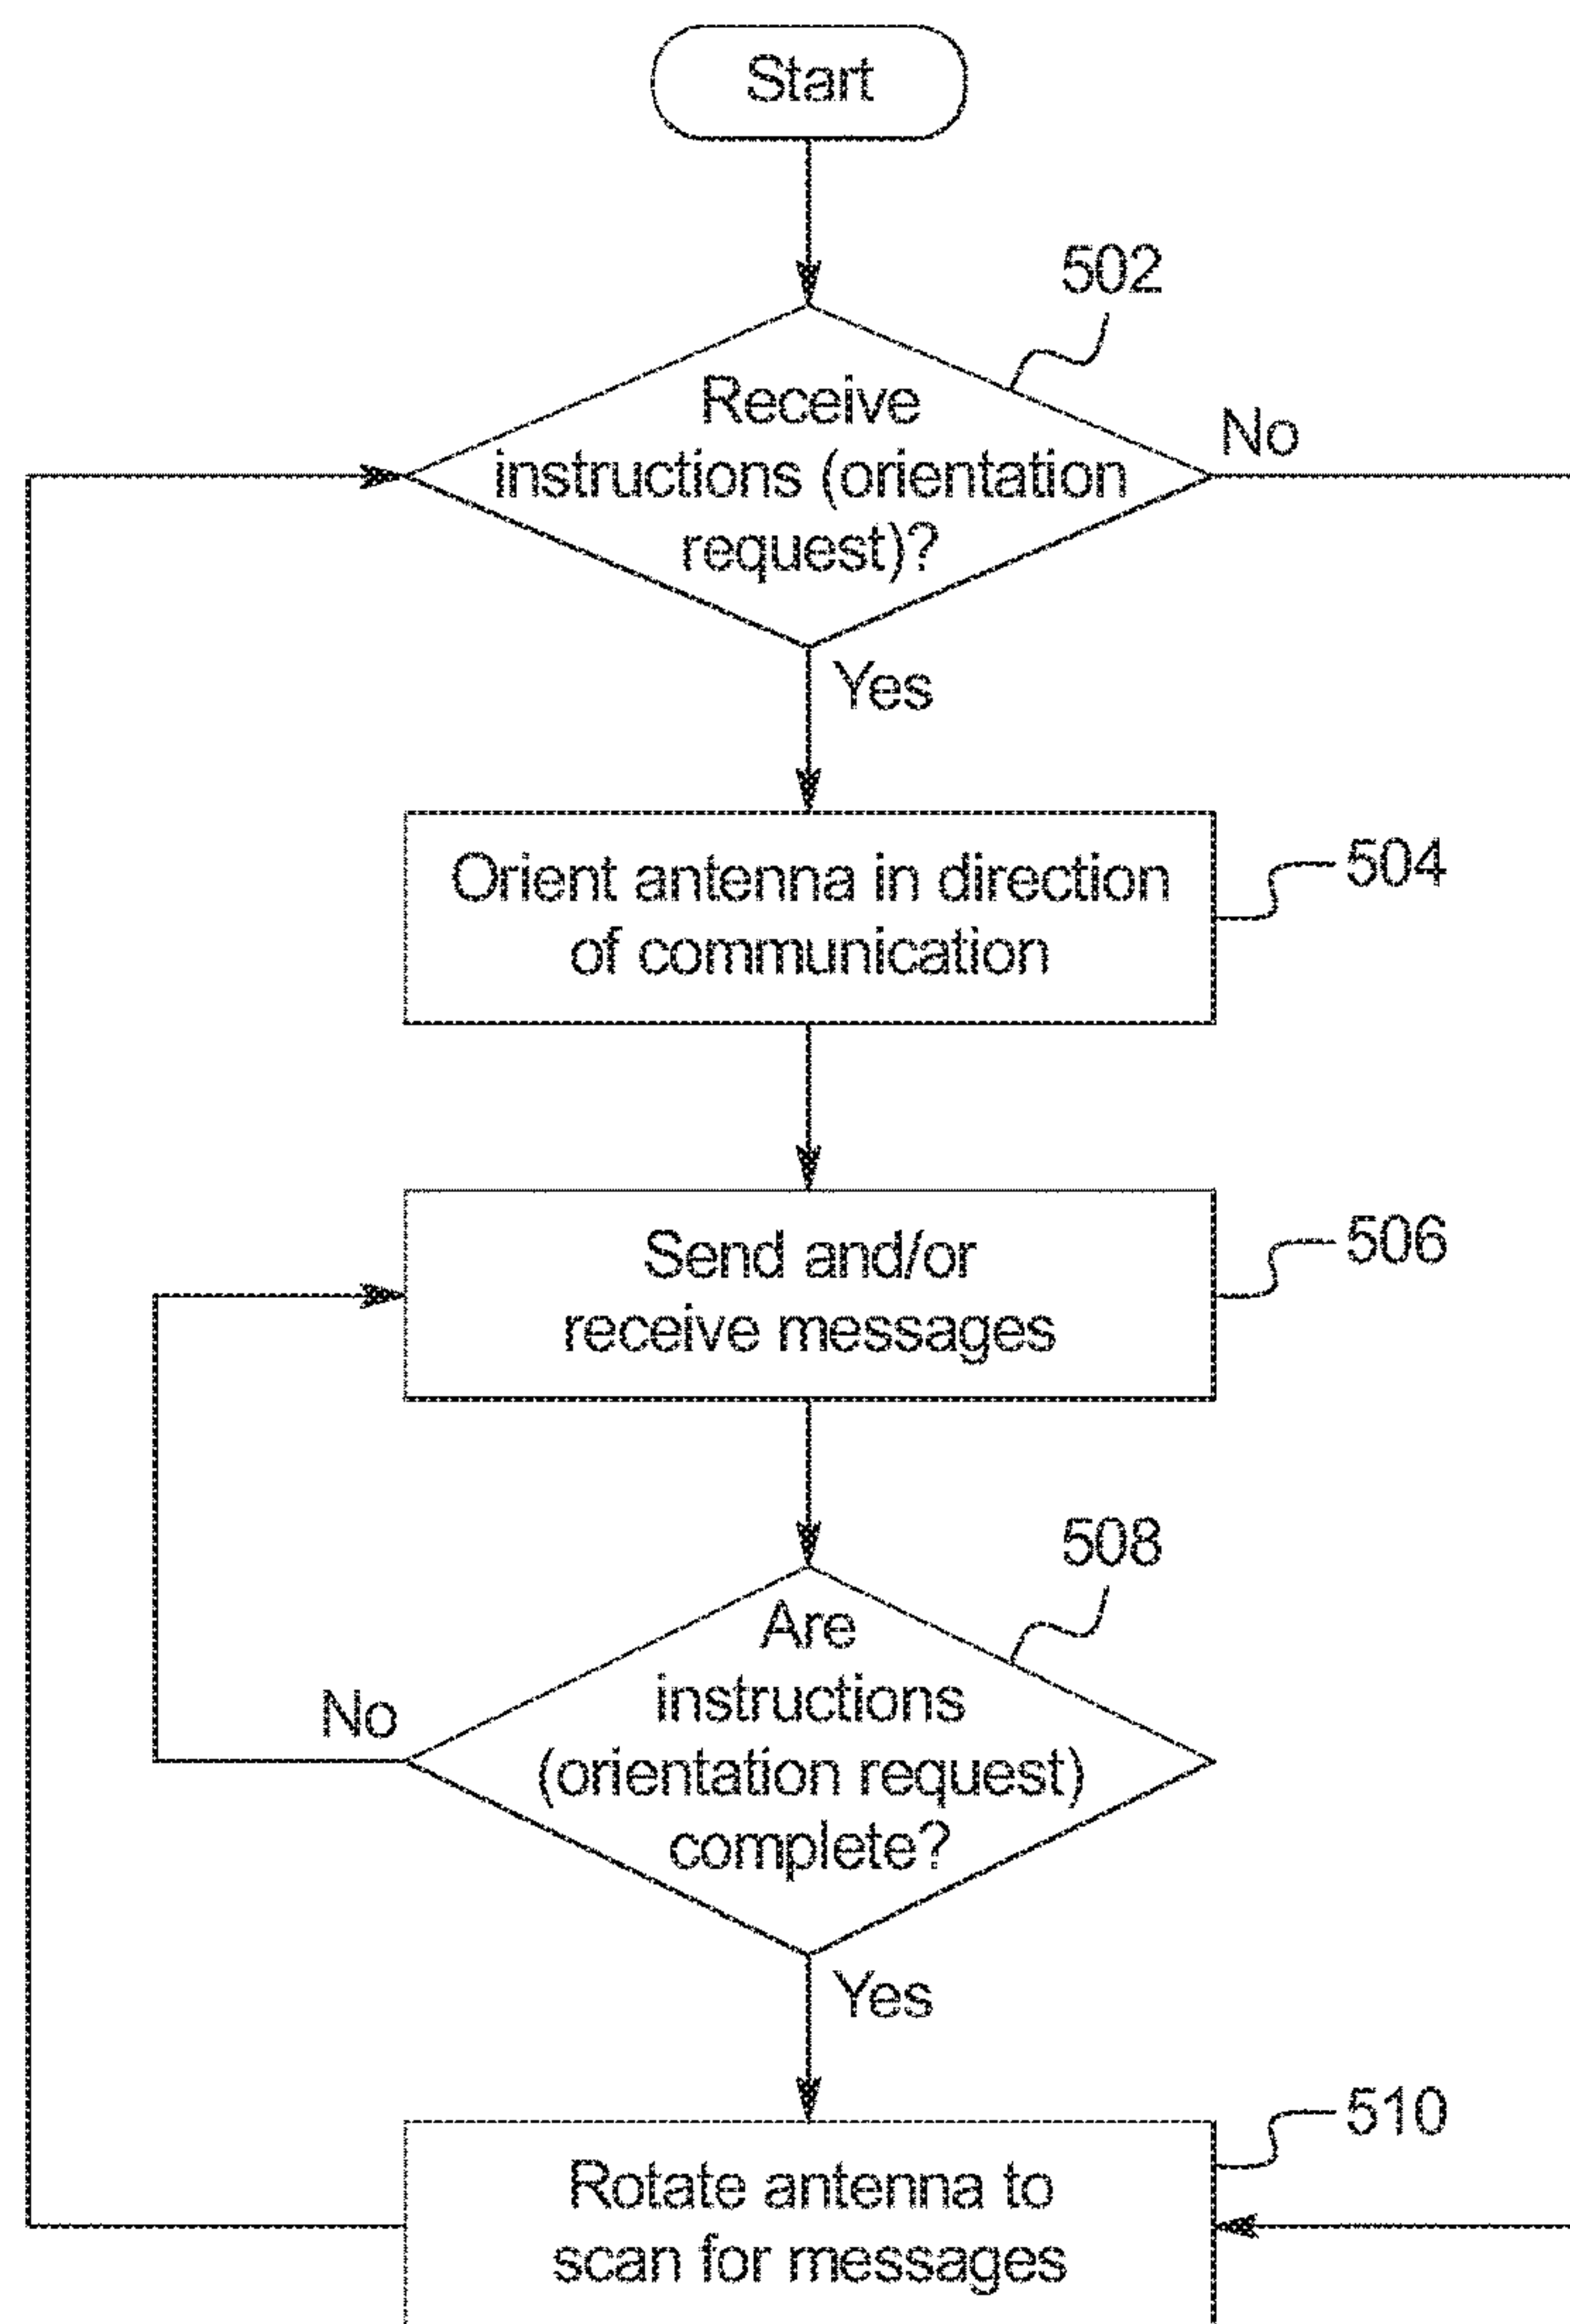 Start
502
Receive
instructions (orientation
request)?
No
Yes
Orient antenna in direction
of communication
504
Send and/or
receive messages
506
508
Are
instructions
(orientation request)
complete?
No
Yes
510
Rotate antenna to
scan for messages